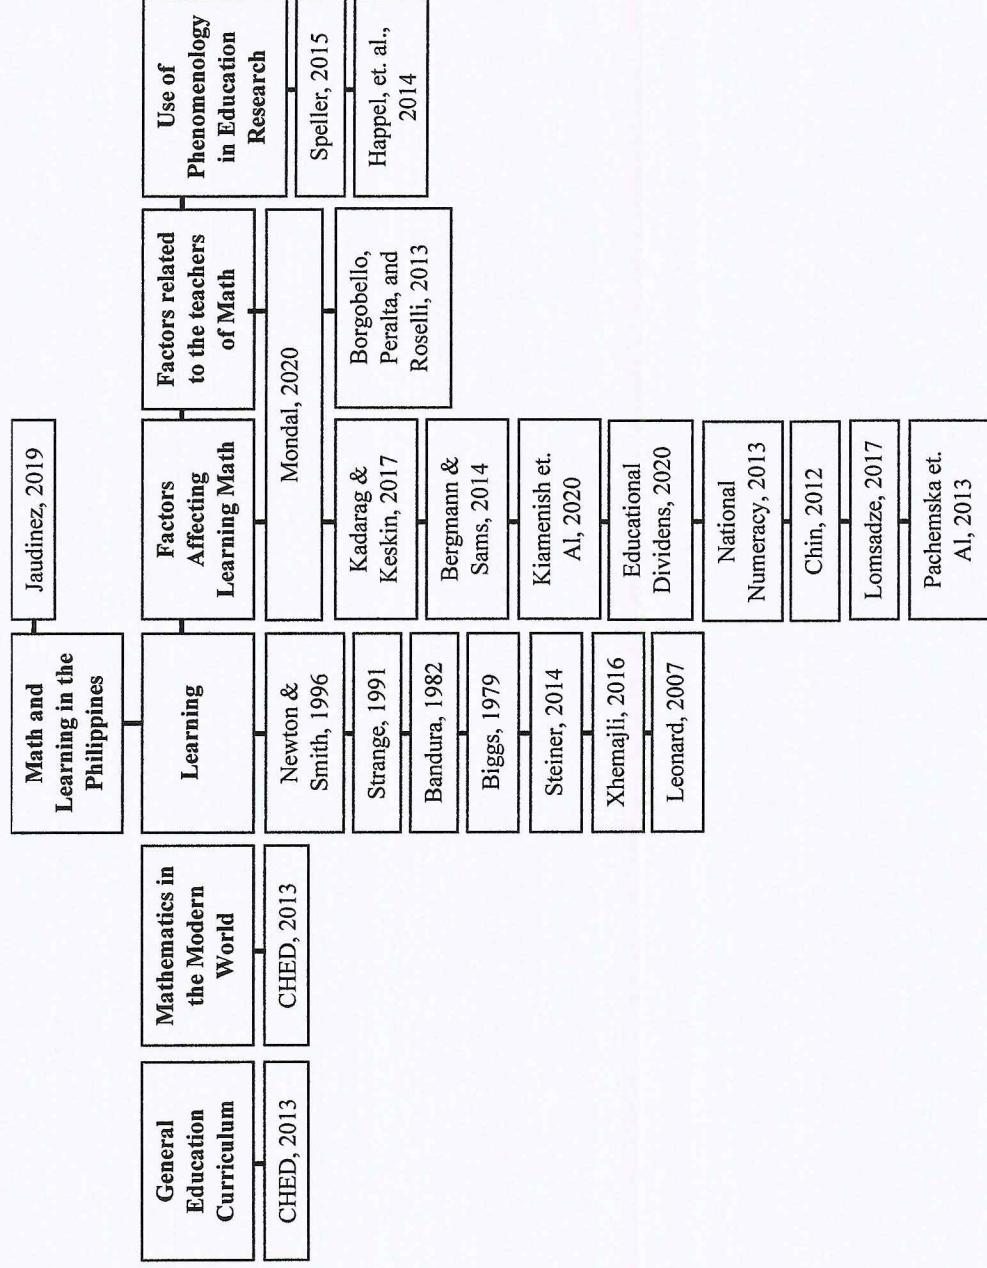 Math and
Learning in the
Philippines
Jaudinez, 2019
General
Education
Curriculum
CHED, 2013
Mathematics in
the Modern
World
CHED, 2013
Learning
Newton &
Smith, 1996
Strange, 1991
Bandura, 1982
Biggs, 1979
Steiner, 2014
Xhemajli, 2016
Leonard, 2007
Factors
Affecting
Learning Math
Mondal, 2020
Kadarag &
Keskin, 2017
Bergmann &
Sams, 2014
Kiamenish et.
Al, 2020
Educational
Dividens, 2020
National
Numeracy, 2013
Chin, 2012
Lomsadze, 2017
Pachemska et.
Al, 2013
Factors related
to the teachers
of Math
Borgobello,
Peralta, and
Roselli, 2013
Use of
Phenomenology
in Education
Research
Speller, 2015
Happel, et. al.,
2014